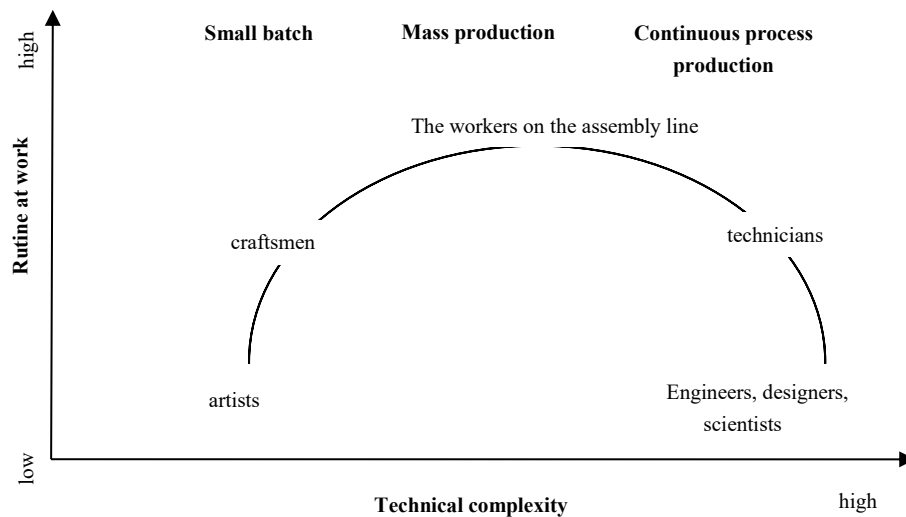 high
Small batch
Mass production
Continuous process
production
The workers on the assembly line
Rutine at work
craftsmen
technicians
artists
Engineers, designers,
scientists
low
Technical complexity
high